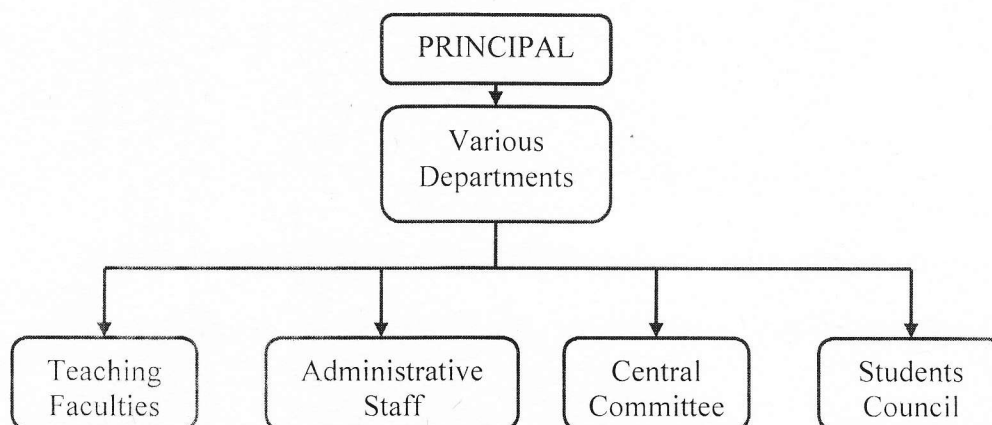 PRINCIPAL
Various
Departments
Teaching
Faculties
Administrative
Staff
Central
Committee
Students
Council